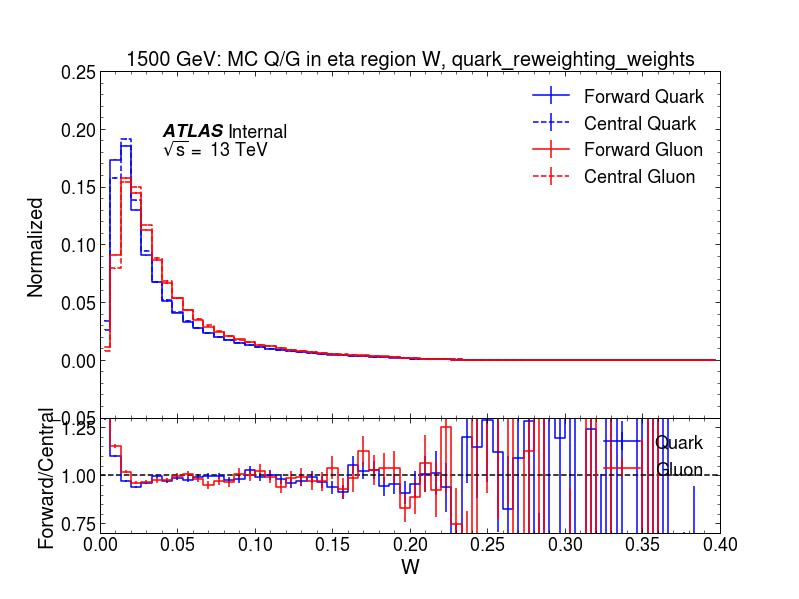 1500 GeV: MC Q/G in eta region W, quark_reweighting_weights
0.25
0.20
0.15
0.10
0.05
0.00
Normalized
ATLAS Internal
√s = 13 TeV
Forward Quark
Central Quark
Forward Gluon
Central Gluon
0.05
1.25
1.00
0.75
Forward/Central
Quark
Gluon
0.00 0.05 0.10 0.15 0.20 0.25 0.30 0.35 0.40
W